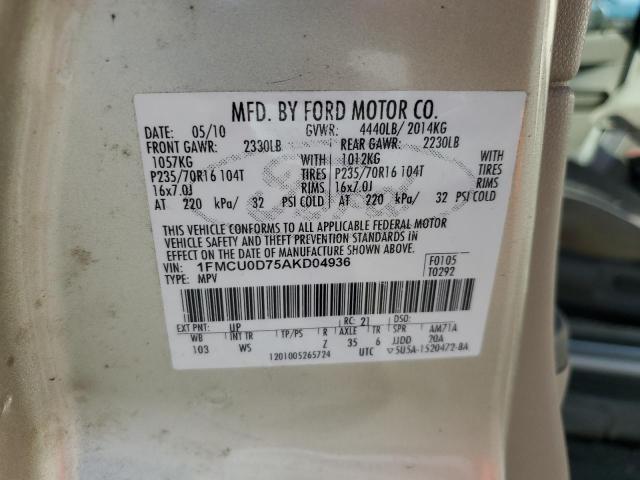 MFD. BY FORD MOTOR CO.
DATE: 05/10 GVWR: 4440LB/ 2014KG
FRONT GAWR: 2330LB REAR GAWR: 2230LB
1057KG WITH 1012KG WITH
P235/70R16 104T TIRES P235/70R16 104T TIRES
16x7.0J RIMS 16x7.0J RIMS
AT 220 kPa/ 32 PSI COLD AT 220 kPa/ 32 PSI COLD
THIS VEHICLE CONFORMS TO ALL APPLICABLE FEDERAL MOTOR
VEHICLE SAFETY AND THEFT PREVENTION STANDARDS IN
EFFECT ON THE DATE OF MANUFACTURE SHOWN ABOVE.
VIN: 1FMCU0D75AKD04936 F0105
TYPE: MPV T0292
EXT PNT: UP RC: 21 DSO:
WB INT TR TP/PS R AXLE TR SPR AM71A
103 WS Z 35 6 JJDD 20A
1201005265724 UTC ▽5U5A-1520472-BA
Ford